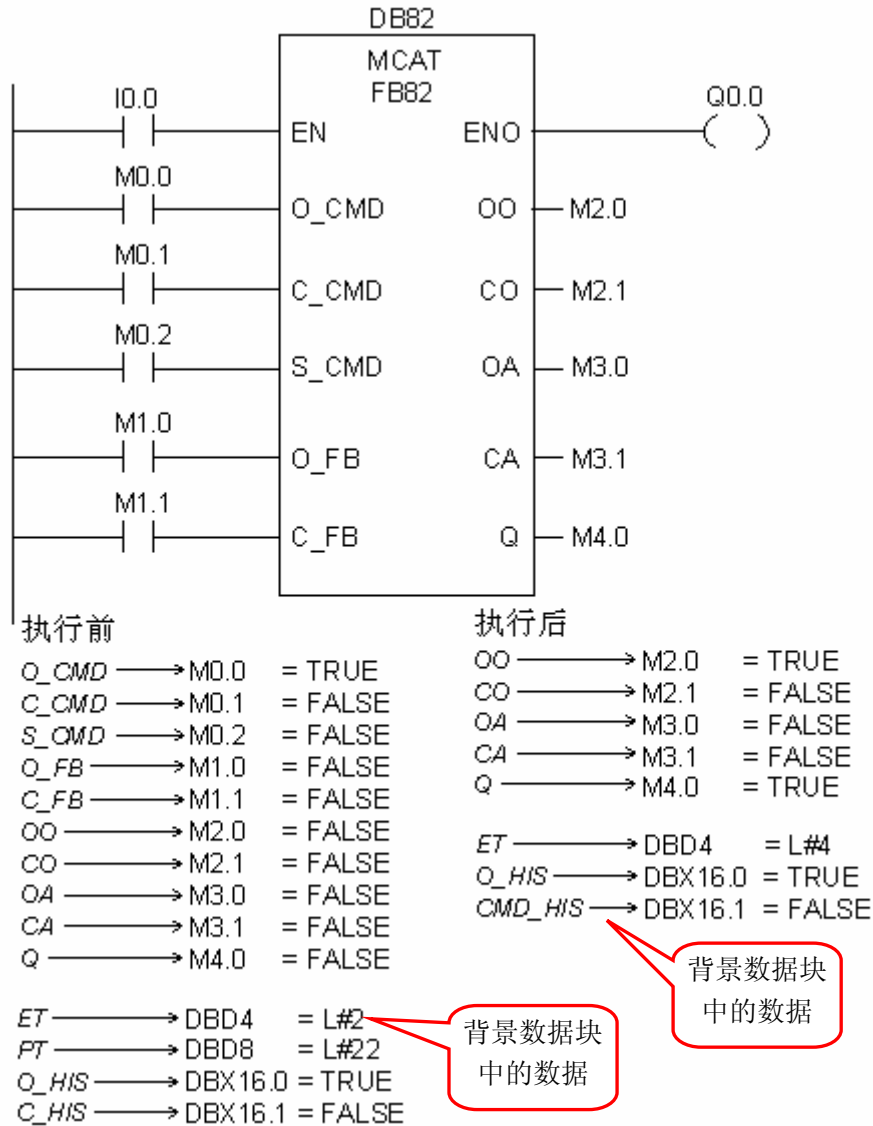 DB82
MCAT
FB82
I0.0
EN
ENO
Q0.0
M0.0
O_CMD
OO
M2.0
M0.1
C_CMD
CO
M2.1
M0.2
S_CMD
OA
M3.0
M1.0
O_FB
CA
M3.1
M1.1
C_FB
Q
M4.0
执行前
O_CMD M0.0 = TRUE
C_CMD M0.1 = FALSE
S_CMD M0.2 = FALSE
O_FB M1.0 = FALSE
C_FB M1.1 = FALSE
OO M2.0 = FALSE
CO M2.1 = FALSE
OA M3.0 = FALSE
CA M3.1 = FALSE
Q M4.0 = FALSE
ET DBD4 = L#2
PT DBD8 = L#22
O_HIS DBX16.0 = TRUE
C_HIS DBX16.1 = FALSE
背景数据块
中的数据
执行后
OO M2.0 = TRUE
CO M2.1 = FALSE
OA M3.0 = FALSE
CA M3.1 = FALSE
Q M4.0 = TRUE
ET DBD4 = L#4
O_HIS DBX16.0 = TRUE
CMD_HIS DBX16.1 = FALSE
背景数据块
中的数据